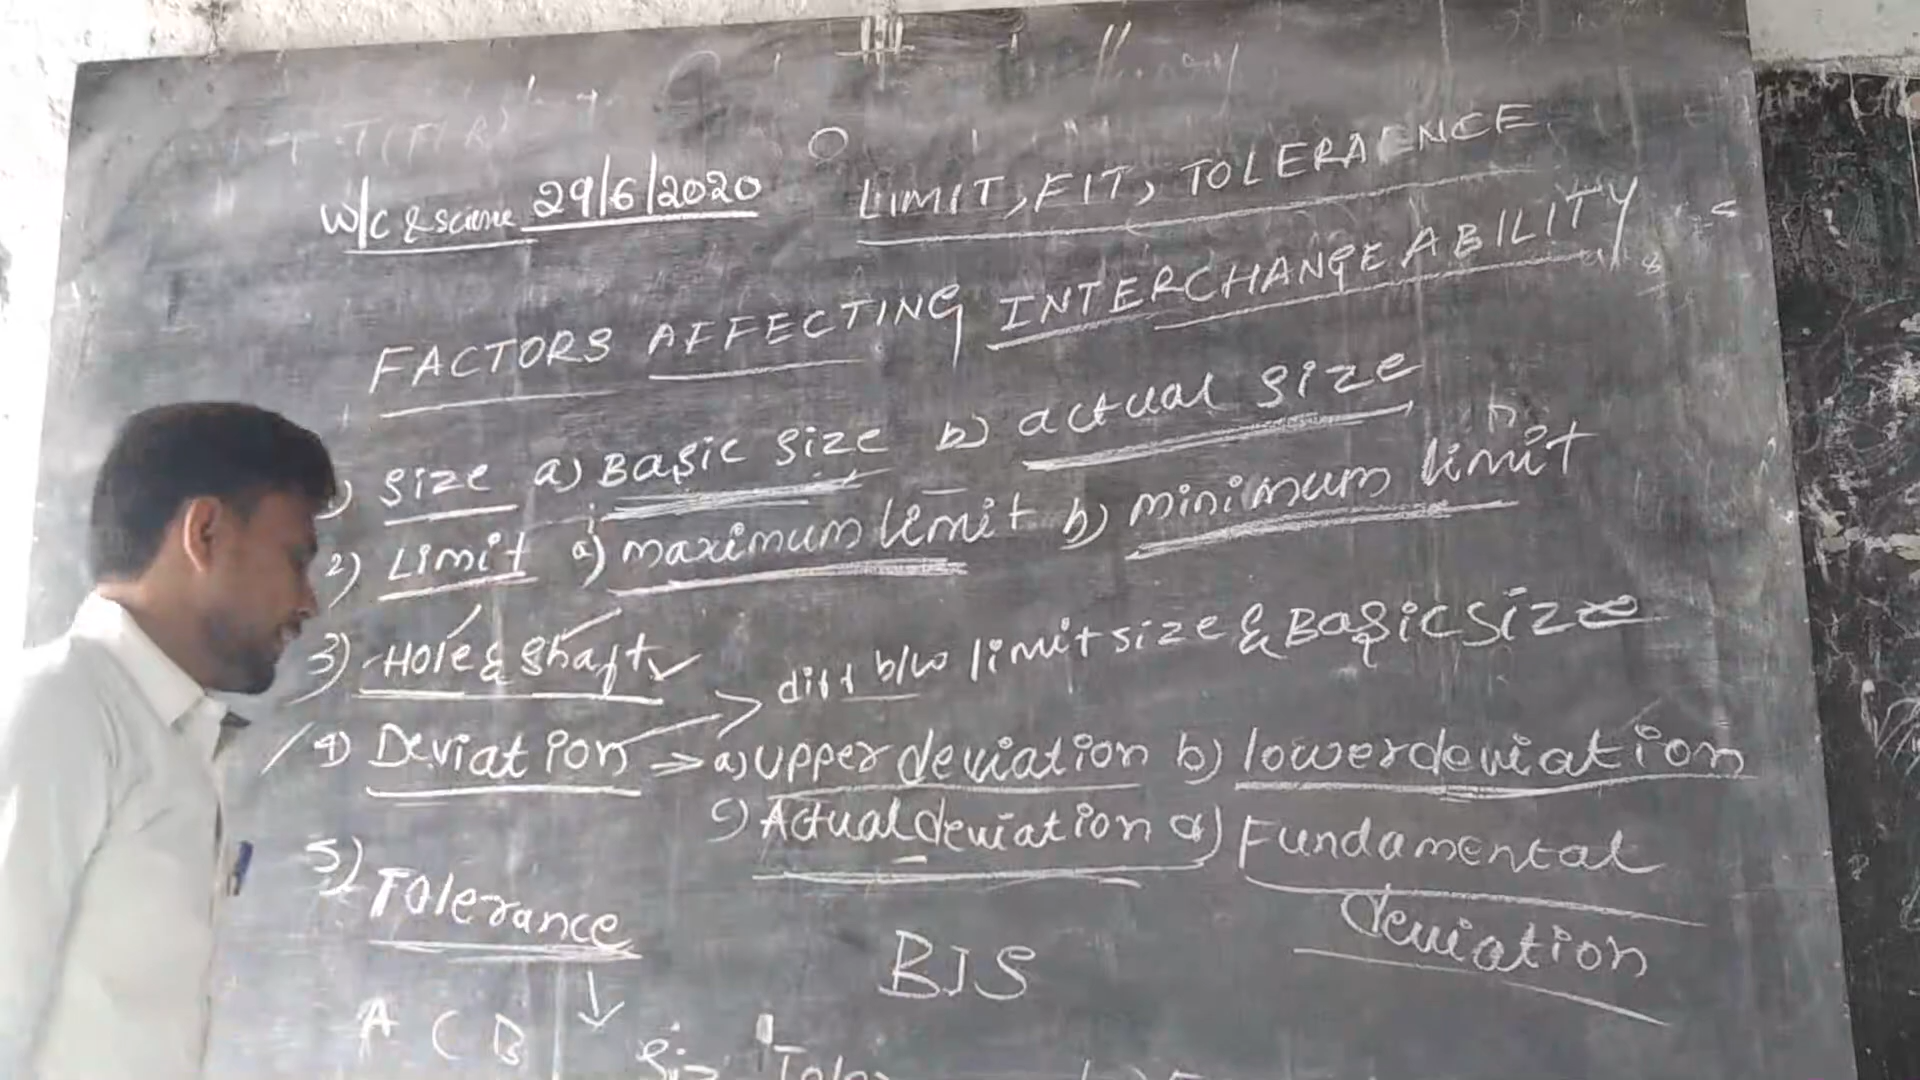 W/C & science 29/6/2020 LIMIT, FIT, TOLERAENCE
FACTORS AFFECTING INTERCHANGEABILITY
1) Size a) Basic size b) actual size
2) Limit a) maximum limit b) minimum limit
3) Hole & shaft
diff b/w limit size & Basic size
4) Deviation => a) upper deviation b) lower deviation
c) Actual deviation d) Fundamental deviation
5) Tolerance
BIS
A C B